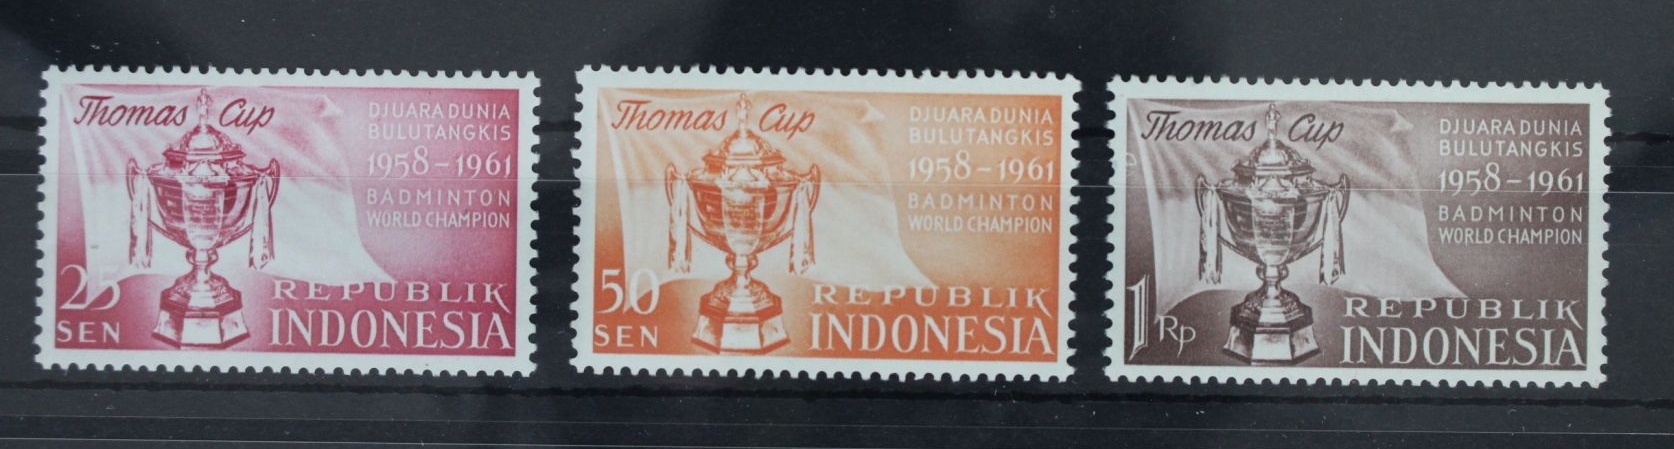 Thomas Cup
DJUARA DUNIA
BULUTANGKIS
1958-1961
BADMINTON
WORLD CHAMPION
25
SEN
REPUBLIK
INDONESIA
Thomas Cup
DJUARA DUNIA
BULUTANGKIS
1958-1961
BADMINTON
WORLD CHAMPION
50
SEN
REPUBLIK
INDONESIA
Thomas Cup
DJUARA DUNIA
BULUTANGKIS
1958-1961
BADMINTON
WORLD CHAMPION
1 Rp
REPUBLIK
INDONESIA